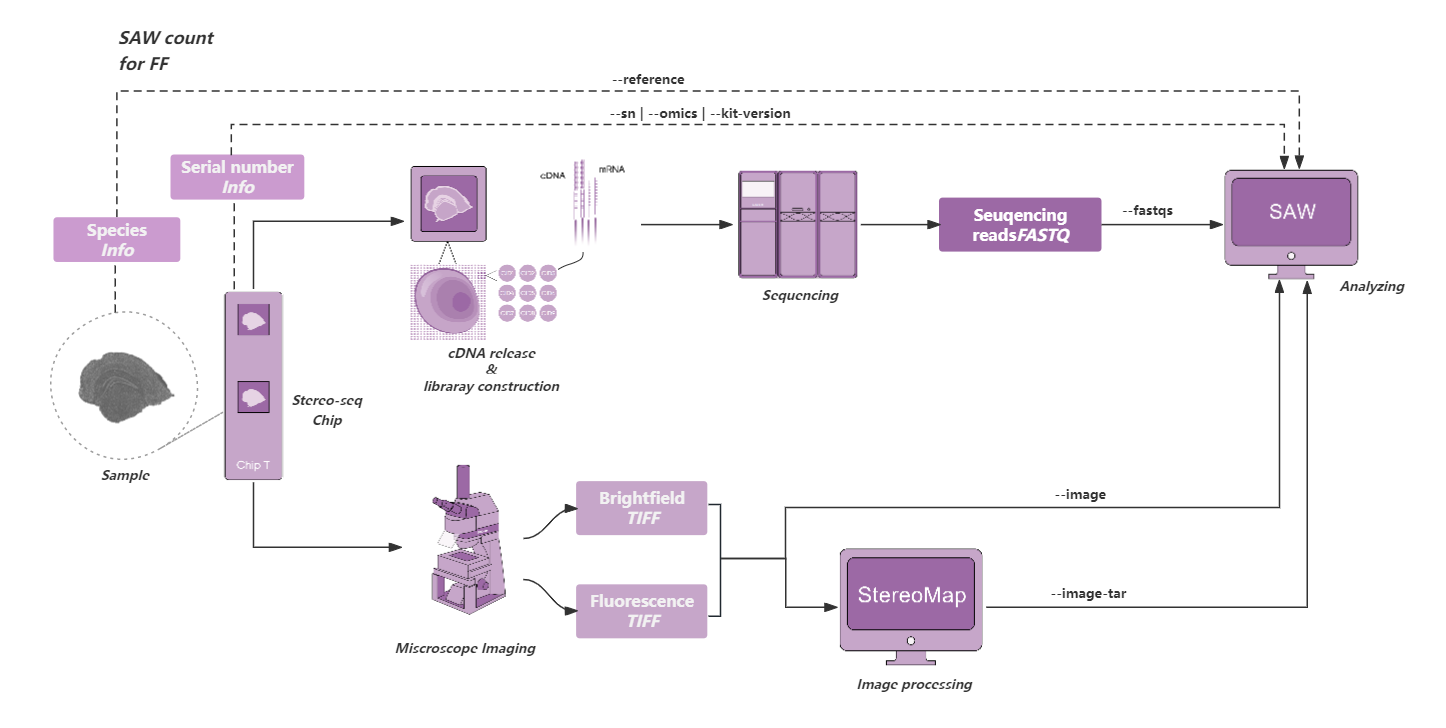 SAW count
for FF
--reference
--sn | --omics | --kit-version
Serial number
Info
Species
Info
cDNA
mRNA
Seuqencing
readsFASTQ
--fastqs
SAW
Analyzing
Sequencing
cDNA release
&
libraray construction
Stereo-seq
Chip
Chip T
Sample
Brightfield
TIFF
Fluorescence
TIFF
Miscroscope Imaging
--image
StereoMap
--image-tar
Image processing